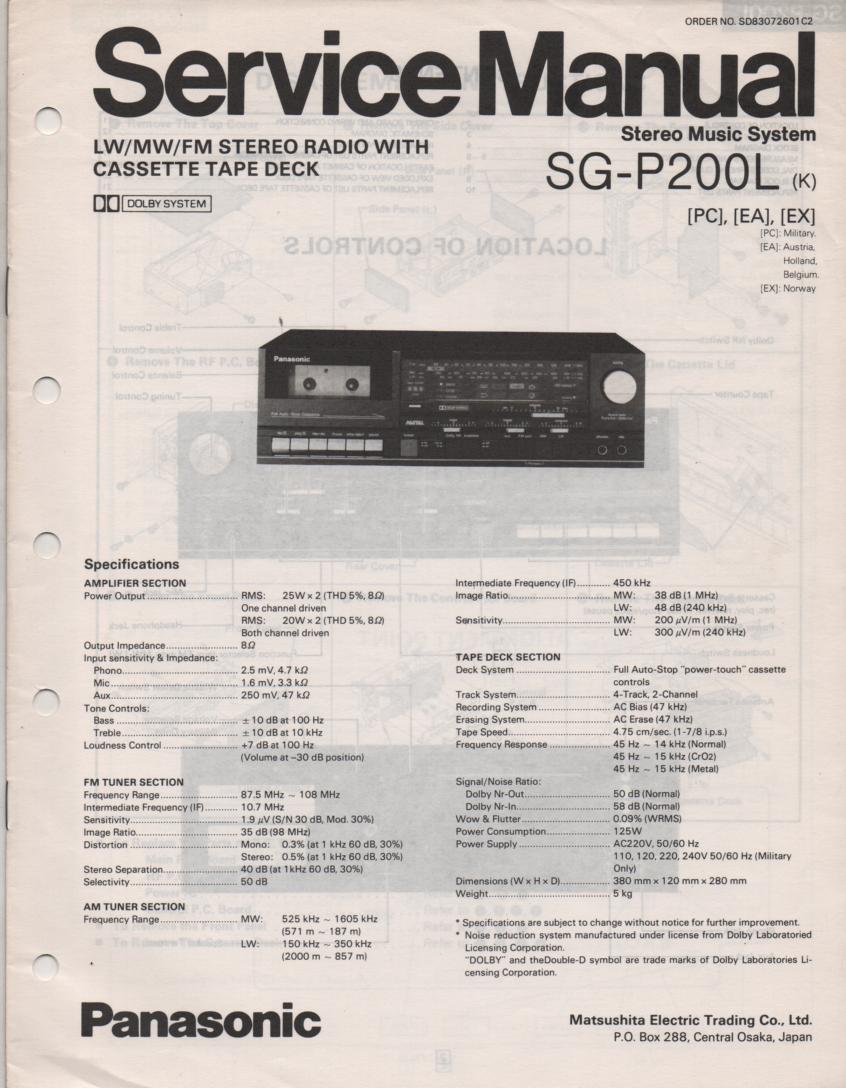 ORDER NO. SD83072601C2
Service Manual
Stereo Music System
LW/MW/FM STEREO RADIO WITH
CASSETTE TAPE DECK
SG-P200L (K)
DOLBY SYSTEM
[PC], [EA], [EX]
[PC]: Military.
[EA]: Austria,
Holland,
Belgium.
[EX]: Norway
Panasonic
Specifications
AMPLIFIER SECTION
Power Output ............ RMS: 25W × 2 (THD 5%, 8Ω)
One channel driven
RMS: 20W × 2 (THD 5%, 8Ω)
Both channel driven
Output Impedance ............ 8Ω
Input sensitivity & Impedance:
Phono ............ 2.5 mV, 4.7 kΩ
Mic ............ 1.6 mV, 3.3 kΩ
Aux ............ 250 mV, 47 kΩ
Tone Controls:
Bass ............ ± 10 dB at 100 Hz
Treble ............ ± 10 dB at 10 kHz
Loudness Control ............ +7 dB at 100 Hz
(Volume at −30 dB position)
FM TUNER SECTION
Frequency Range ............ 87.5 MHz ~ 108 MHz
Intermediate Frequency (IF) ............ 10.7 MHz
Sensitivity ............ 1.9 μV (S/N 30 dB, Mod. 30%)
Image Ratio ............ 35 dB (98 MHz)
Distortion ............ Mono: 0.3% (at 1 kHz 60 dB, 30%)
Stereo: 0.5% (at 1 kHz 60 dB, 30%)
Stereo Separation ............ 40 dB (at 1kHz 60 dB, 30%)
Selectivity ............ 50 dB
AM TUNER SECTION
Frequency Range ............ MW: 525 kHz ~ 1605 kHz
(571 m ~ 187 m)
LW: 150 kHz ~ 350 kHz
(2000 m ~ 857 m)
Intermediate Frequency (IF) ............ 450 kHz
Image Ratio ............ MW: 38 dB (1 MHz)
LW: 48 dB (240 kHz)
Sensitivity ............ MW: 200 μV/m (1 MHz)
LW: 300 μV/m (240 kHz)
TAPE DECK SECTION
Deck System ............ Full Auto-Stop "power-touch" cassette
controls
Track System ............ 4-Track, 2-Channel
Recording System ............ AC Bias (47 kHz)
Erasing System ............ AC Erase (47 kHz)
Tape Speed ............ 4.75 cm/sec. (1-7/8 i.p.s.)
Frequency Response ............ 45 Hz ~ 14 kHz (Normal)
45 Hz ~ 15 kHz (CrO2)
45 Hz ~ 15 kHz (Metal)
Signal/Noise Ratio:
Dolby Nr-Out ............ 50 dB (Normal)
Dolby Nr-In ............ 58 dB (Normal)
Wow & Flutter ............ 0.09% (WRMS)
Power Consumption ............ 125W
Power Supply ............ AC220V, 50/60 Hz
110, 120, 220, 240V 50/60 Hz (Military
Only)
Dimensions (W × H × D) ............ 380 mm × 120 mm × 280 mm
Weight ............ 5 kg
* Specifications are subject to change without notice for further improvement.
* Noise reduction system manufactured under license from Dolby Laboratoried
Licensing Corporation.
"DOLBY" and theDouble-D symbol are trade marks of Dolby Laboratories Li-
censing Corporation.
Panasonic
Matsushita Electric Trading Co., Ltd.
P.O. Box 288, Central Osaka, Japan